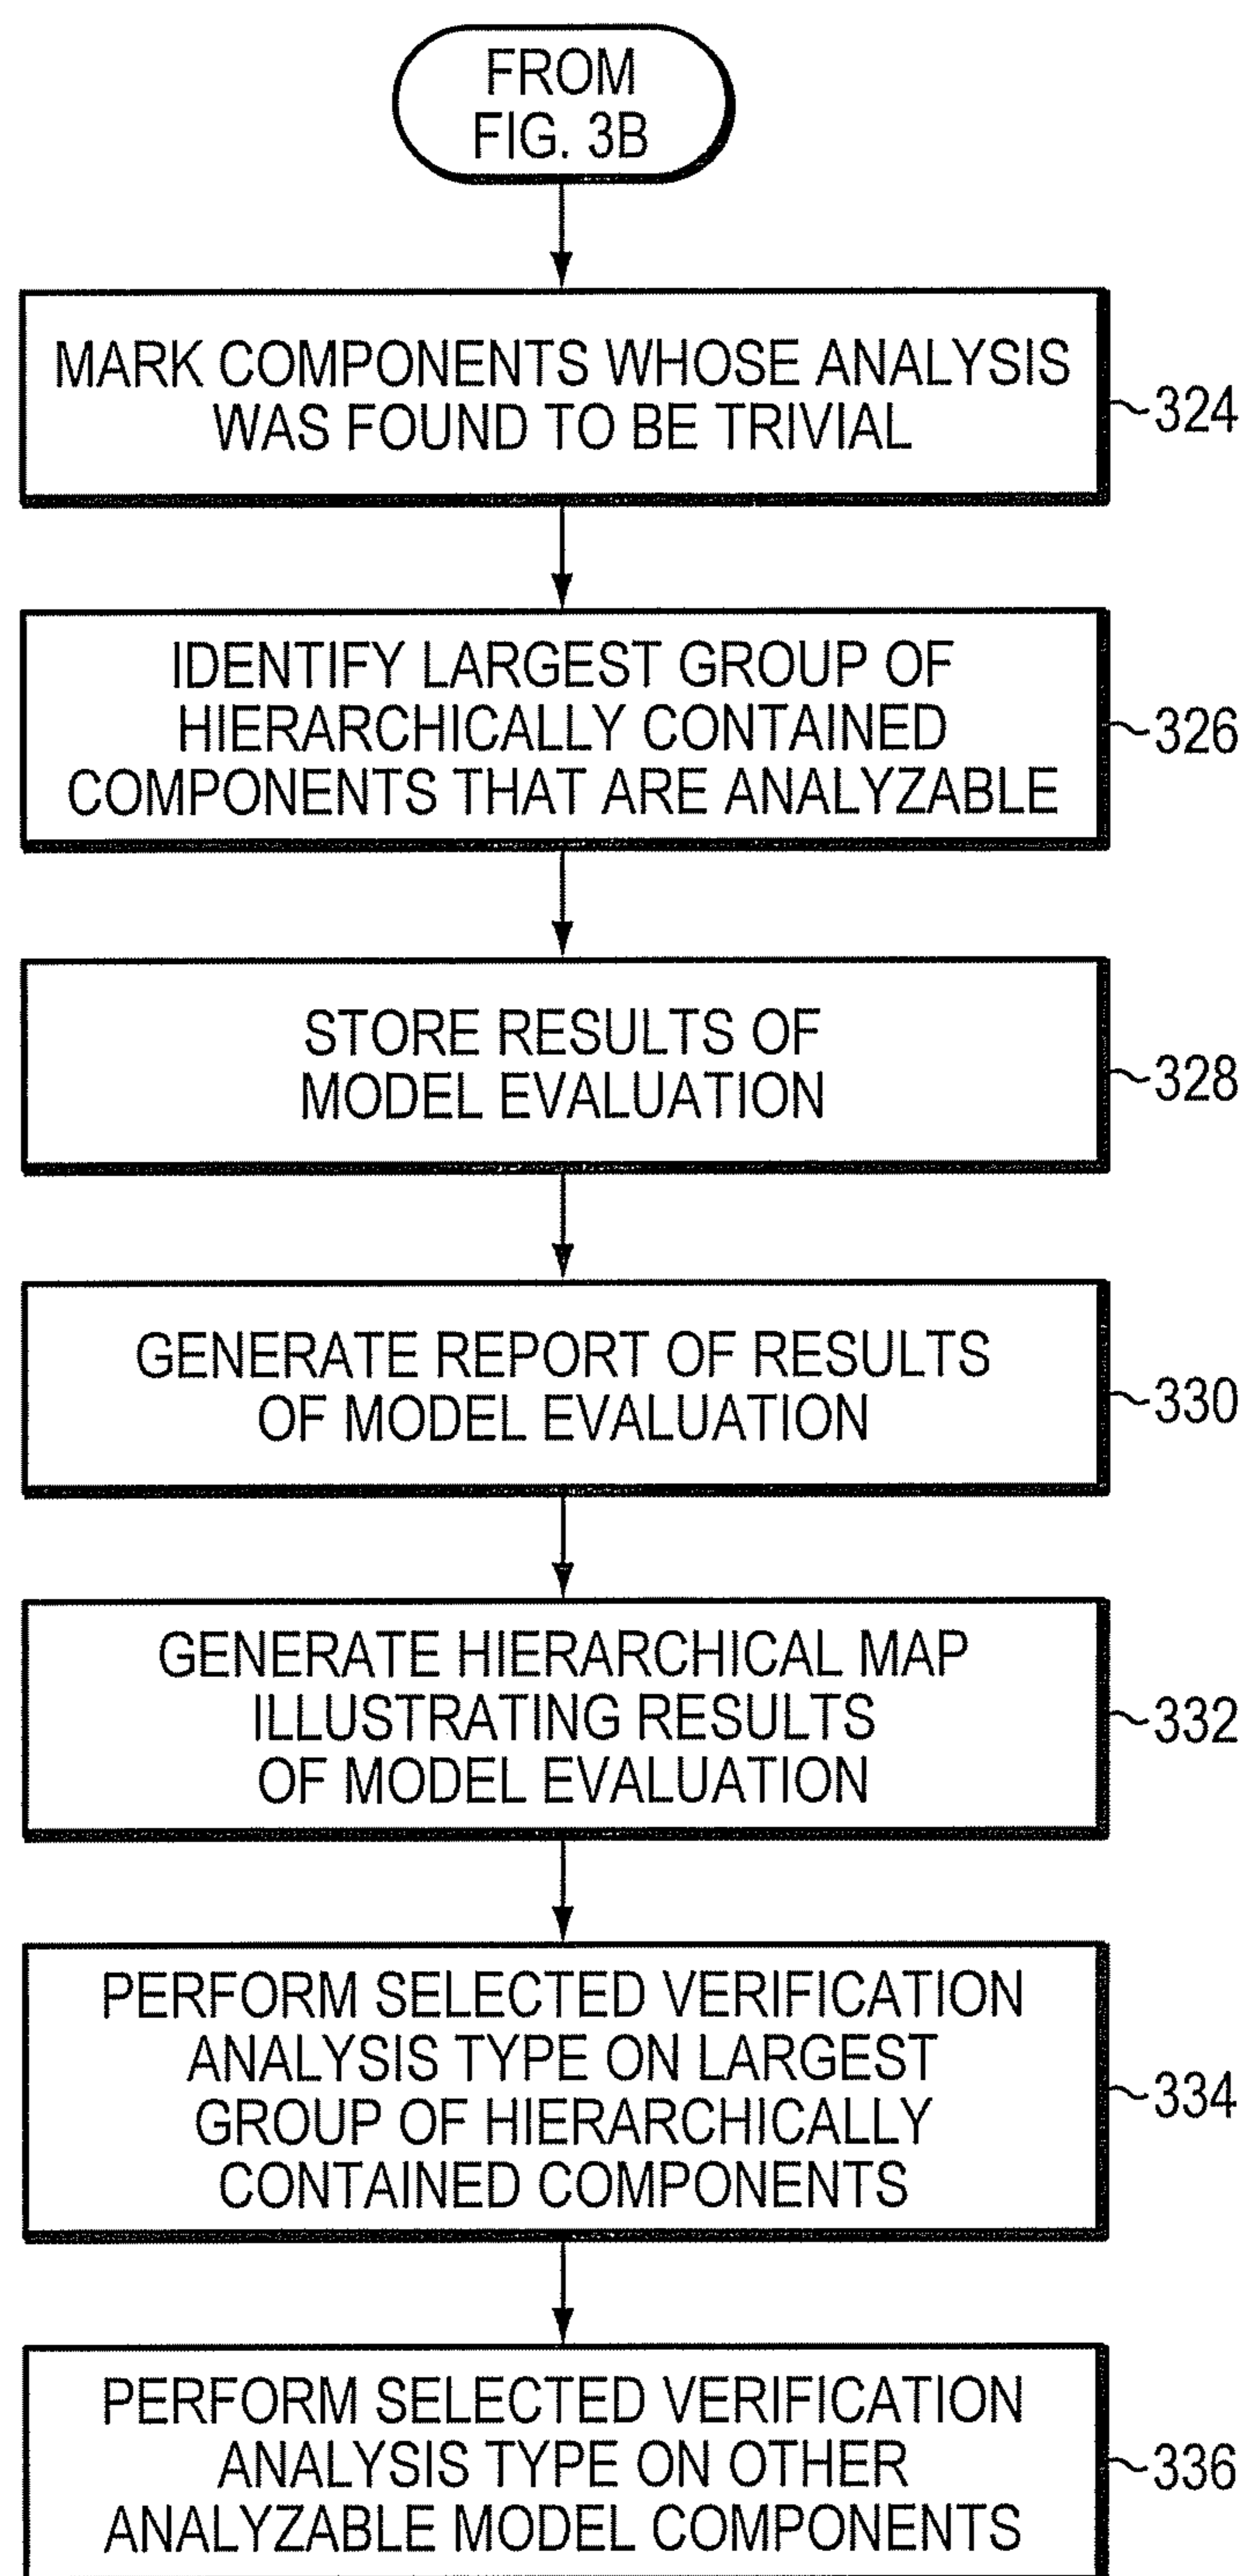 FROM
FIG. 3B
MARK COMPONENTS WHOSE ANALYSIS
WAS FOUND TO BE TRIVIAL
324
IDENTIFY LARGEST GROUP OF
HIERARCHICALLY CONTAINED
COMPONENTS THAT ARE ANALYZABLE
326
STORE RESULTS OF
MODEL EVALUATION
328
GENERATE REPORT OF RESULTS
OF MODEL EVALUATION
330
GENERATE HIERARCHICAL MAP
ILLUSTRATING RESULTS
OF MODEL EVALUATION
332
PERFORM SELECTED VERIFICATION
ANALYSIS TYPE ON LARGEST
GROUP OF HIERARCHICALLY
CONTAINED COMPONENTS
334
PERFORM SELECTED VERIFICATION
ANALYSIS TYPE ON OTHER
ANALYZABLE MODEL COMPONENTS
336